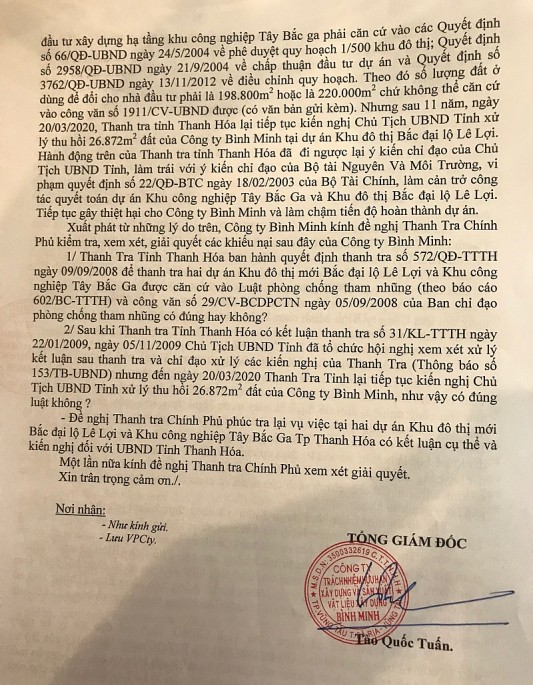 đầu tư xây dựng hạ tầng khu công nghiệp Tây Bắc ga phải căn cứ vào các Quyết định
số 66/QĐ-UBND ngày 24/5/2004 về phê duyệt quy hoạch 1/500 khu đô thị; Quyết định
số 2958/QĐ-UBND ngày 21/9/2004 về chấp thuận đầu tư dự án và Quyết định số
3762/QĐ-UBND ngày 13/11/2012 về điều chỉnh quy hoạch. Theo đó số lượng đất ở
dùng để đổi cho nhà đầu tư phải là 198.800m² hoặc là 220.000m² chứ không thể căn cứ
vào công văn số 1911/CV-UBND được (có văn bản gửi kèm). Nhưng sau 11 năm, ngày
20/03/2020, Thanh tra tỉnh Thanh Hóa lại tiếp tục kiến nghị Chủ Tịch UBND Tỉnh xử
lý thu hồi 26.872m² đất của Công ty Bình Minh tại dự án Khu đô thị Bắc đại lộ Lê Lợi.
Hành động trên của Thanh tra tỉnh Thanh Hóa đã đi ngược lại ý kiến chỉ đạo của Chủ
Tịch UBND Tỉnh, làm trái với ý kiến chỉ đạo của Bộ tài Nguyên Và Môi Trường, vi
phạm quyết định số 22/QĐ-BTC ngày 18/02/2003 của Bộ Tài Chính, làm cản trở công
tác quyết toán dự án Khu công nghiệp Tây Bắc Ga và Khu đô thị Bắc đại lộ Lê Lợi.
Tiếp tục gây thiệt hại cho Công ty Bình Minh và làm chậm tiến độ hoàn thành dự án.
Xuất phát từ những lý do trên, Công ty Bình Minh kính đề nghị Thanh Tra Chính
Phủ kiểm tra, xem xét, giải quyết các khiếu nại sau đây của Công ty Bình Minh:
1/ Thanh Tra Tỉnh Thanh Hóa ban hành quyết định thanh tra số 572/QĐ-TTTH
ngày 09/09/2008 để thanh tra hai dự án Khu đô thị mới Bắc đại lộ Lê Lợi và Khu công
nghiệp Tây Bắc Ga được căn cứ vào Luật phòng chống tham nhũng (theo báo cáo
602/BC-TTTH) và công văn số 29/CV-BCDPCTN ngày 05/09/2008 của Ban chỉ đạo
phòng chống tham nhũng có đúng hay không?
2/ Sau khi Thanh tra Tỉnh Thanh Hóa có kết luận thanh tra số 31/KL-TTTH ngày
22/01/2009, ngày 05/11/2009 Chủ Tịch UBND Tỉnh đã tổ chức hội nghị xem xét xử lý
kết luận sau thanh tra và chỉ đạo xử lý các kiến nghị của Thanh Tra (Thông báo số
153/TB-UBND) nhưng đến ngày 20/03/2020 Thanh Tra Tỉnh lại tiếp tục kiến nghị Chủ
Tịch UBND Tỉnh xử lý thu hồi 26.872m² đất của Công ty Bình Minh, như vậy có đúng
luật không ?
- Đề nghị Thanh tra Chính Phủ phúc tra lại vụ việc tại hai dự án Khu đô thị mới
Bắc đại lộ Lê Lợi và Khu công nghiệp Tây Bắc Ga Tp Thanh Hóa có kết luận cụ thể và
kiến nghị đối với UBND Tỉnh Thanh Hóa.
Một lần nữa kính đề nghị Thanh tra Chính Phủ xem xét giải quyết.
Xin trân trọng cảm ơn./.
Nơi nhận:
- Như kính gửi.
- Lưu VPCty.
TỔNG GIÁM ĐỐC
M.S.D.N: 3500332619
CÔNG TY
TRÁCH NHIỆM HỮU HẠN
XÂY DỰNG VÀ SẢN XUẤT
VẬT LIỆU XÂY DỰNG
BÌNH MINH
TP. VŨNG TÀU T. BÀ RỊA - VŨNG TÀU
Tào Quốc Tuấn.